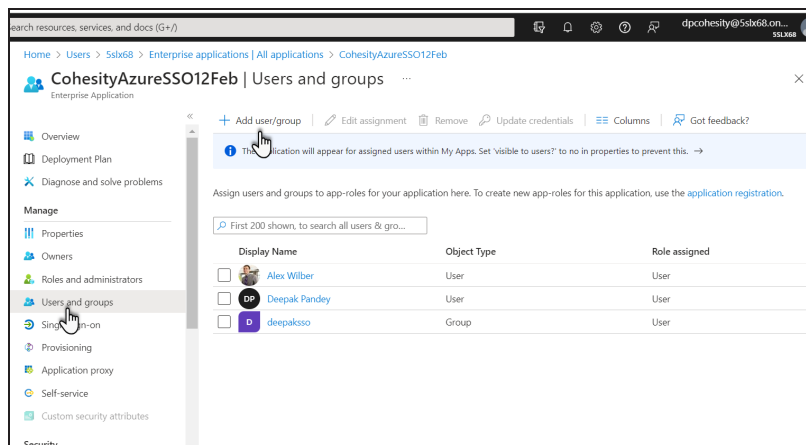 earch resources, services, and docs (G+/)
dpcohesity@5slx68.on...
5SLX68
Home > Users > 5slx68 > Enterprise applications | All applications > CohesityAzureSSO12Feb
CohesityAzureSSO12Feb | Users and groups ...
Enterprise Application
Overview
Deployment Plan
Diagnose and solve problems
Manage
Properties
Owners
Roles and administrators
Users and groups
Single sign-on
Provisioning
Application proxy
Self-service
Custom security attributes
Security
+ Add user/group
Edit assignment
Remove
Update credentials
Columns
Got feedback?
The application will appear for assigned users within My Apps. Set 'visible to users?' to no in properties to prevent this. →
Assign users and groups to app-roles for your application here. To create new app-roles for this application, use the application registration.
First 200 shown, to search all users & gro...
Display Name Object Type Role assigned
Alex Wilber User User
DP Deepak Pandey User User
D deepaksso Group User